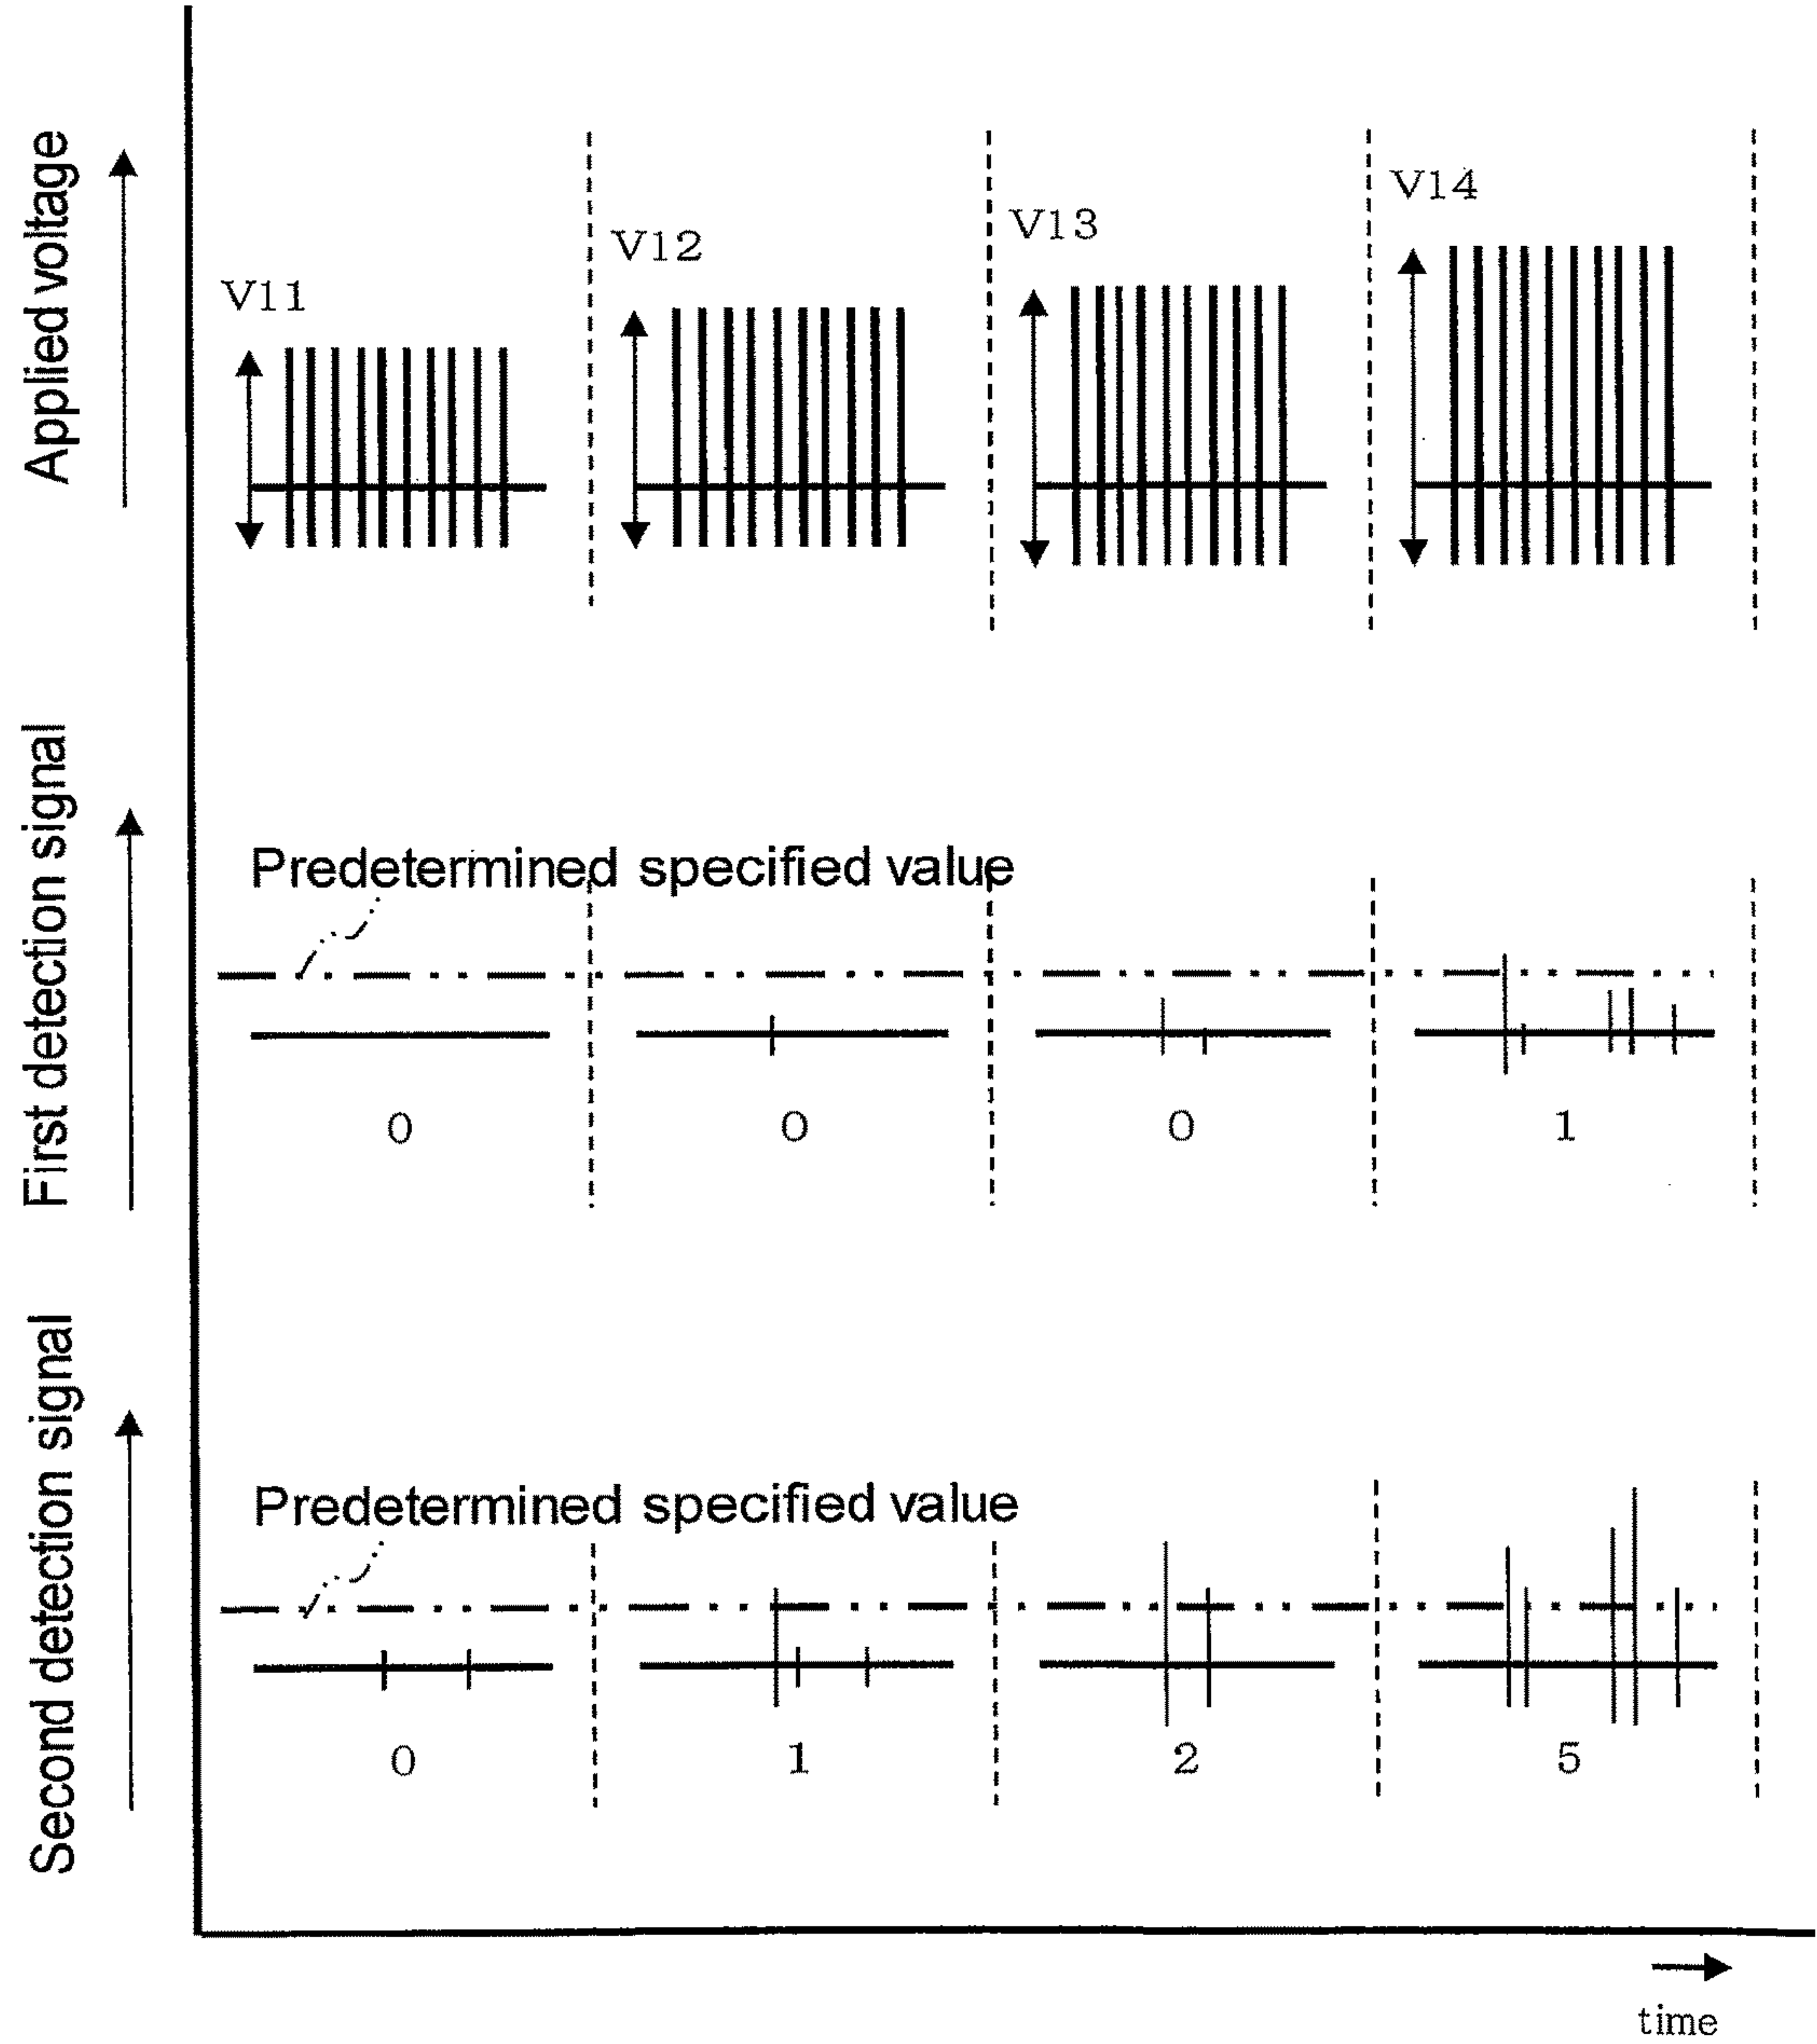 Applied voltage
V11
V12
V13
V14
First detection signal
Predetermined specified value
0
0
0
1
Second detection signal
Predetermined specified value
0
1
2
5
time